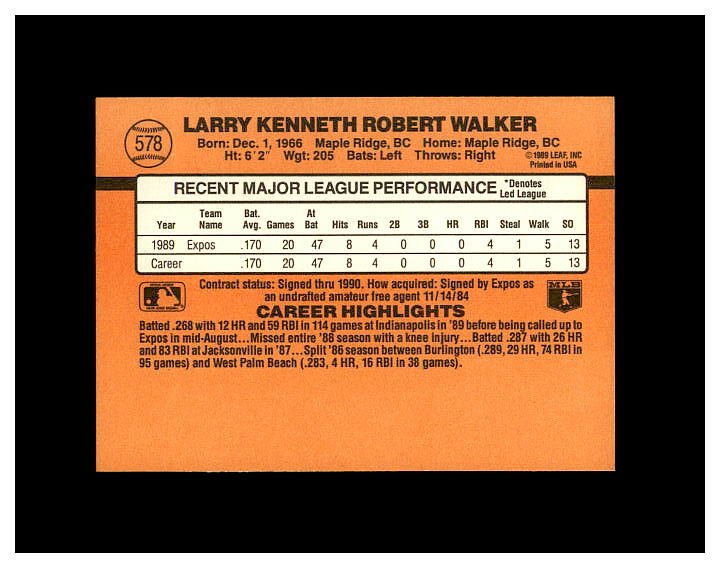 578
LARRY KENNETH ROBERT WALKER
Born: Dec. 1, 1966 Maple Ridge, BC Home: Maple Ridge, BC
Ht: 6'2" Wgt: 205 Bats: Left Throws: Right
©1989 LEAF, INC
Printed in USA
RECENT MAJOR LEAGUE PERFORMANCE *Denotes Led League
Year Team Name Bat. Avg. Games At Bat Hits Runs 2B 3B HR RBI Steal Walk SO
1989 Expos .170 20 47 8 4 0 0 0 4 1 5 13
Career .170 20 47 8 4 0 0 0 4 1 5 13
Contract status: Signed thru 1990. How acquired: Signed by Expos as
an undrafted amateur free agent 11/14/84
MLB
CAREER HIGHLIGHTS
Batted .268 with 12 HR and 59 RBI in 114 games at Indianapolis in '89 before being called up to
Expos in mid-August...Missed entire '88 season with a knee injury...Batted .287 with 26 HR
and 83 RBI at Jacksonville in '87...Split '86 season between Burlington (.289, 29 HR, 74 RBI in
95 games) and West Palm Beach (.283, 4 HR, 16 RBI in 38 games).